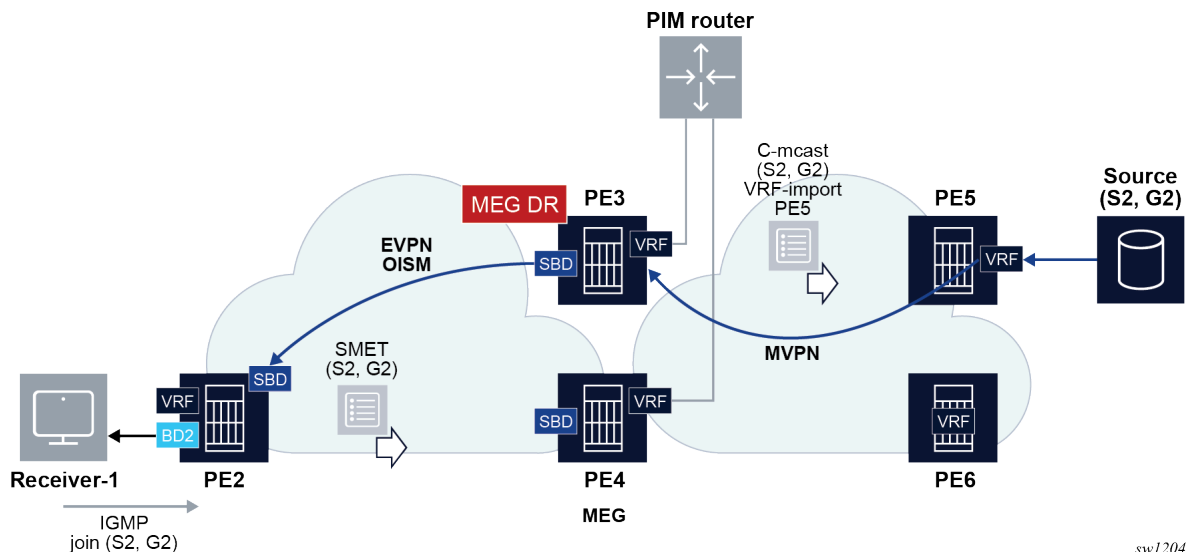 PIM router
C-mcast
(S2, G2)
VRF-import
PE5
MEG DR
PE3
VRF
SBD
EVPN
OISM
PE5
VRF
Source
(S2, G2)
MVPN
SMET
(S2, G2)
SBD
VRF
BD2
Receiver-1
PE2
SBD
VRF
PE4
MEG
VRF
PE6
IGMP
join (S2, G2)
sw1204